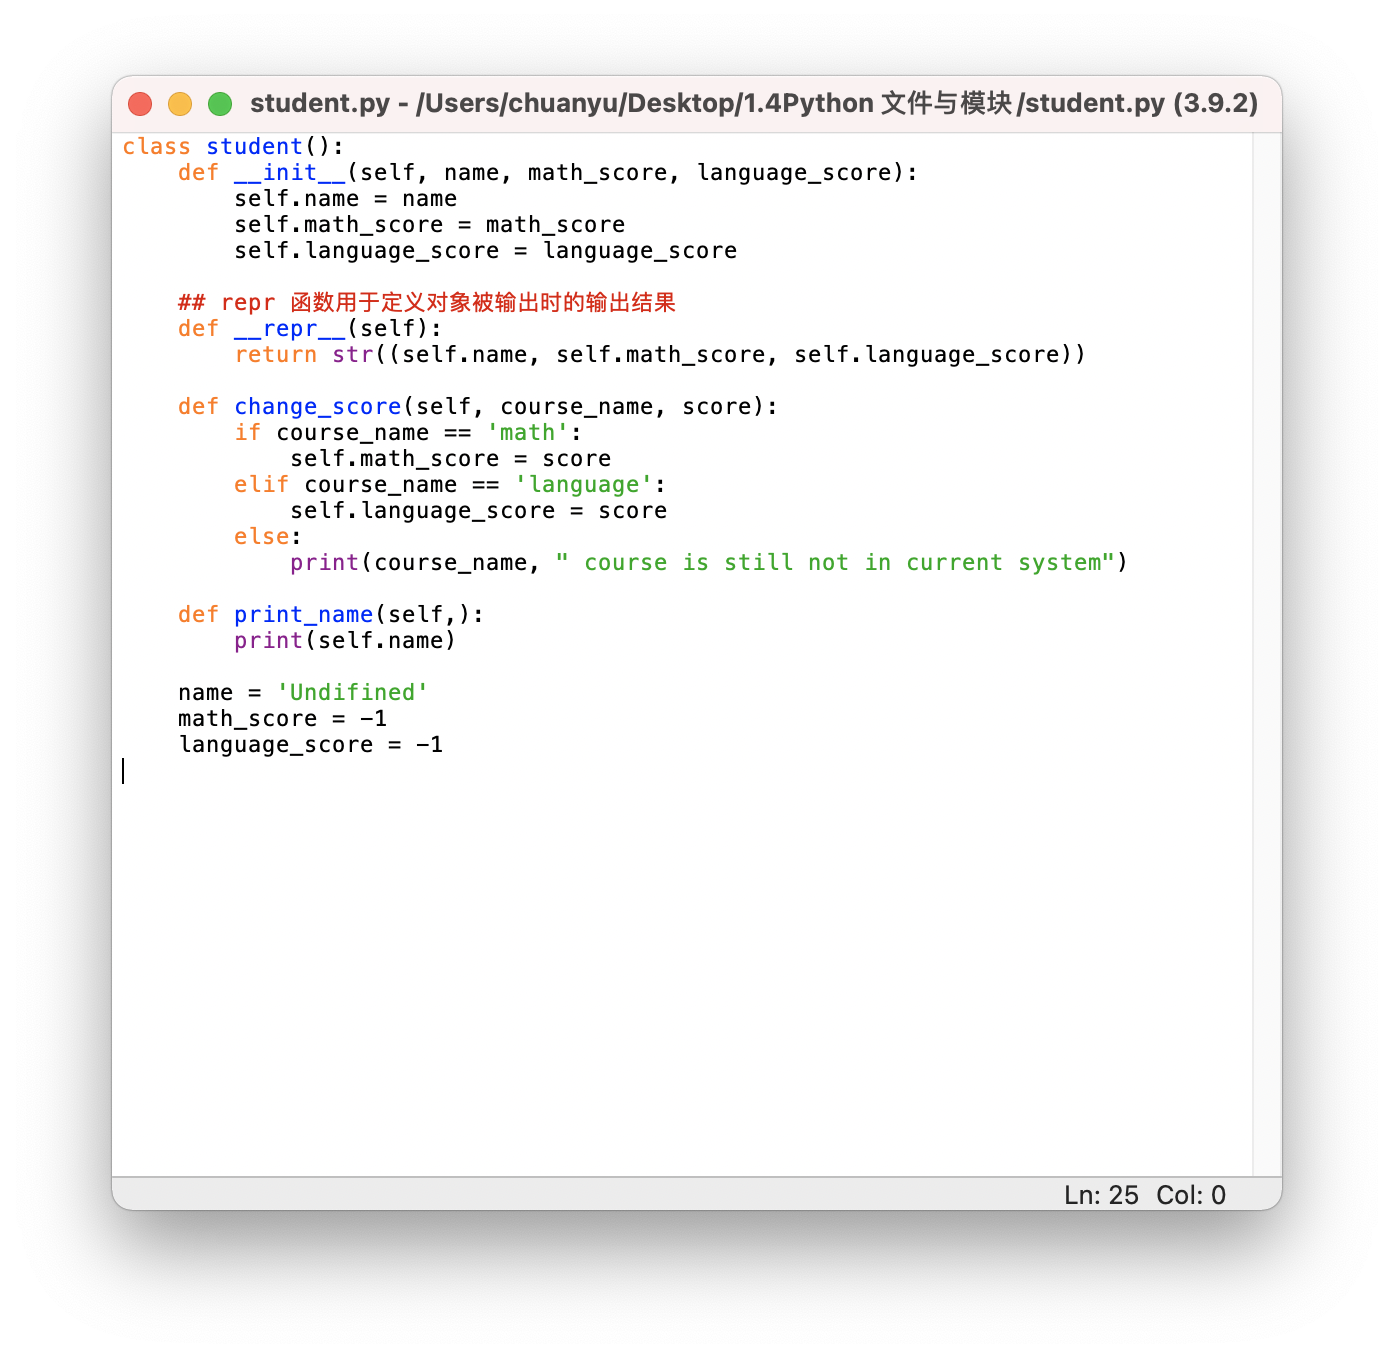 student.py - /Users/chuanyu/Desktop/1.4Python 文件与模块/student.py (3.9.2)
class student():
    def __init__(self, name, math_score, language_score):
        self.name = name
        self.math_score = math_score
        self.language_score = language_score
    ## repr 函数用于定义对象被输出时的输出结果
    def __repr__(self):
        return str((self.name, self.math_score, self.language_score))
    def change_score(self, course_name, score):
        if course_name == 'math':
            self.math_score = score
        elif course_name == 'language':
            self.language_score = score
        else:
            print(course_name, " course is still not in current system")
    def print_name(self,):
        print(self.name)
    name = 'Undifined'
    math_score = -1
    language_score = -1
Ln: 25 Col: 0